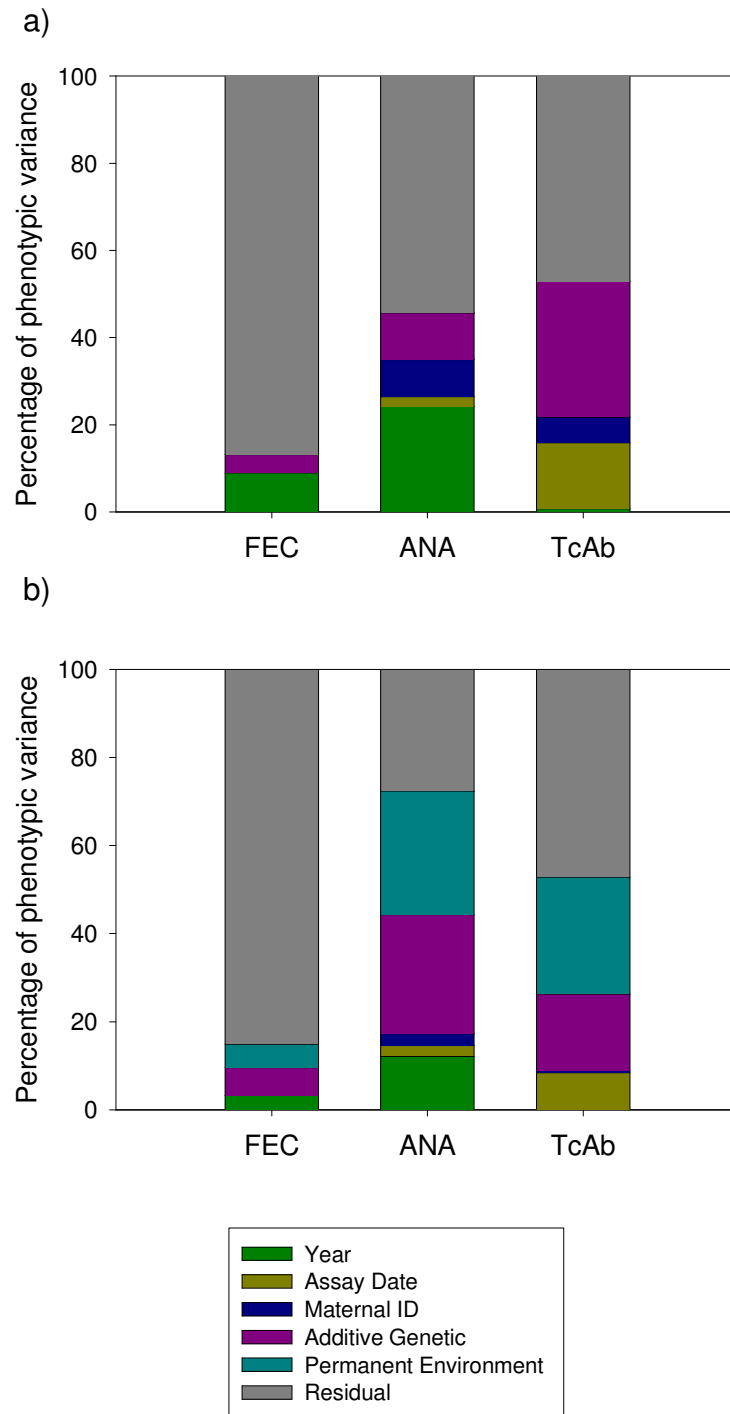 a)
Percentage of phenotypic variance
100
80
60
40
20
0
FEC ANA TcAb
b)
Percentage of phenotypic variance
100
80
60
40
20
0
FEC ANA TcAb
Year
Assay Date
Maternal ID
Additive Genetic
Permanent Environment
Residual